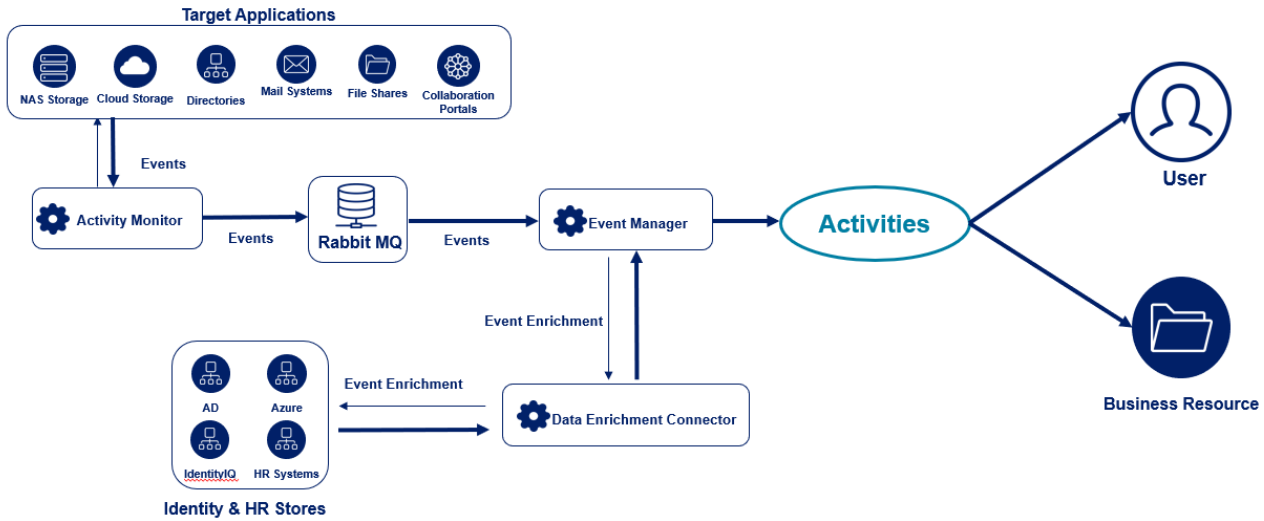 Target Applications
NAS Storage
Cloud Storage
Directories
Mail Systems
File Shares
Collaboration
Portals
Events
Activity Monitor
Events
Rabbit MQ
Events
Event Manager
Activities
User
Business Resource
Event Enrichment
Data Enrichment Connector
Event Enrichment
AD
Azure
IdentityIQ
HR Systems
Identity & HR Stores